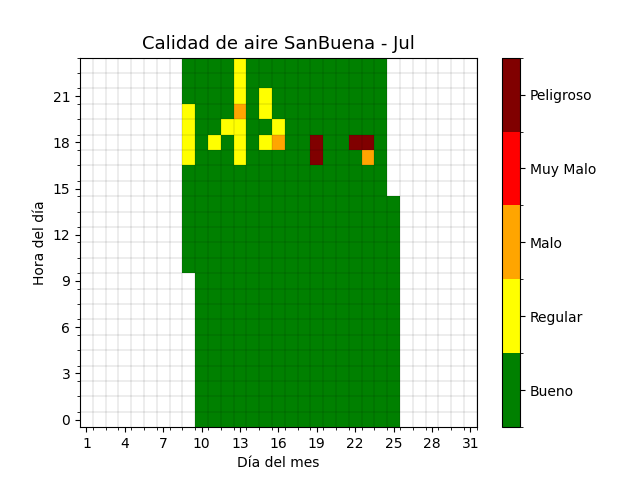 Calidad de aire SanBuena - Jul
Hora del día
21
18
15
12
9
6
3
0
1 4 7 10 13 16 19 22 25 28 31
Día del mes
Peligroso
Muy Malo
Malo
Regular
Bueno